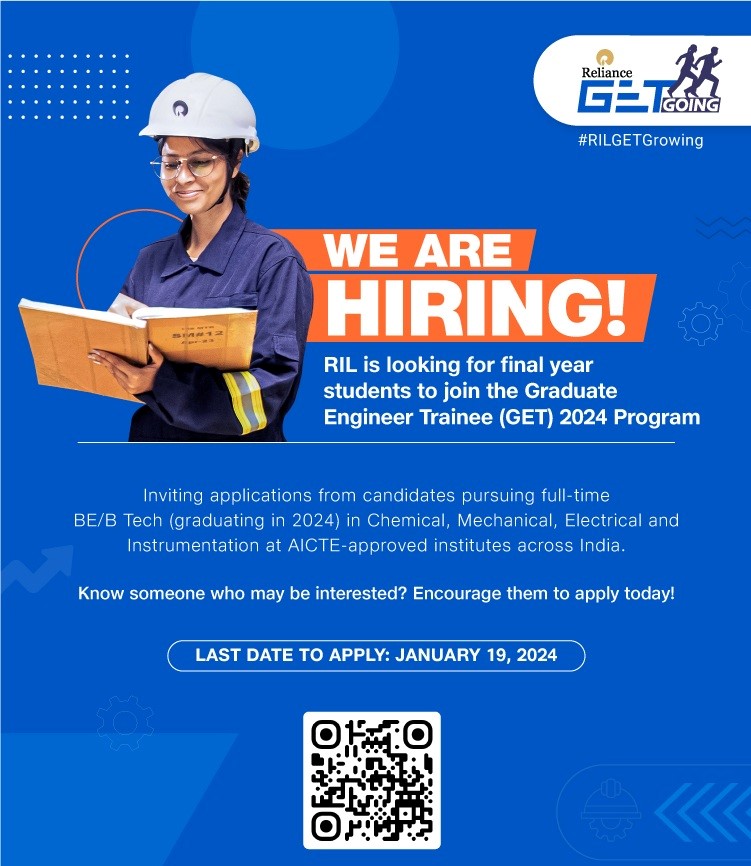 Reliance
GET
GOING
#RILGETGrowing
WE ARE
HIRING!
RIL is looking for final year
students to join the Graduate
Engineer Trainee (GET) 2024 Program
Inviting applications from candidates pursuing full-time
BE/B Tech (graduating in 2024) in Chemical, Mechanical, Electrical and
Instrumentation at AICTE-approved institutes across India.
Know someone who may be interested? Encourage them to apply today!
LAST DATE TO APPLY: JANUARY 19, 2024